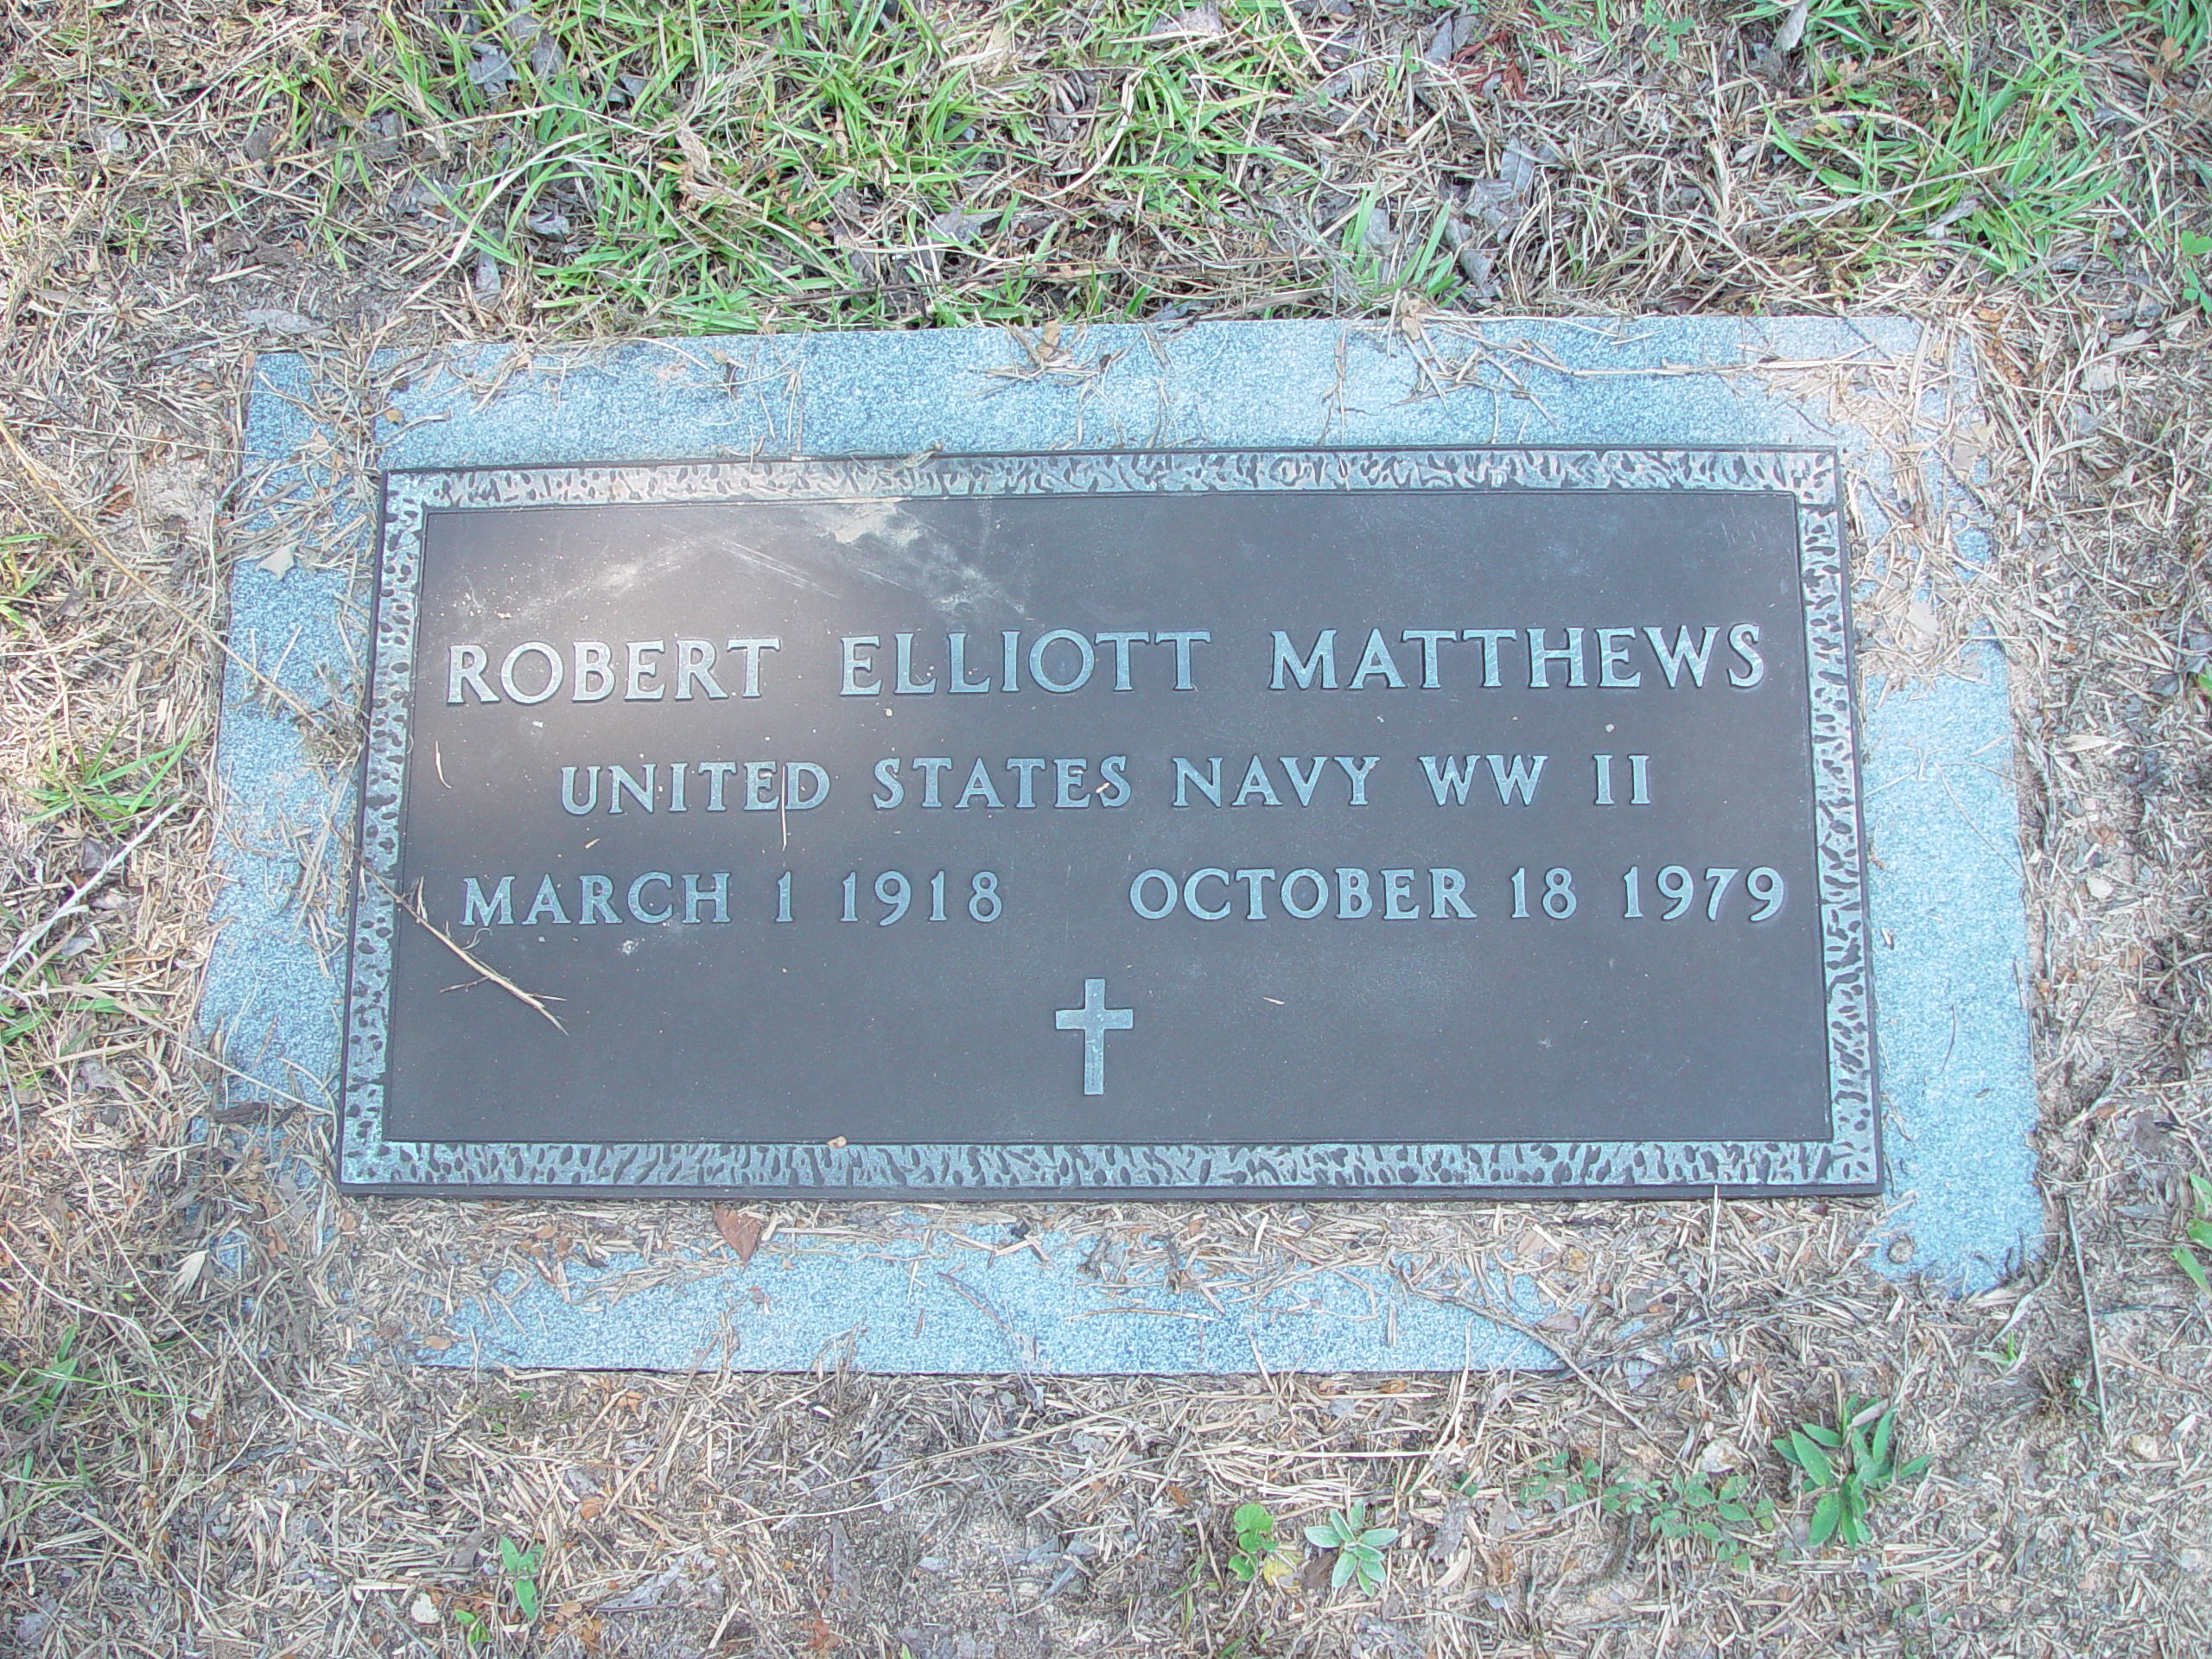 ROBERT ELLIOTT MATTHEWS
UNITED STATES NAVY WW II
MARCH 1 1918 OCTOBER 18 1979